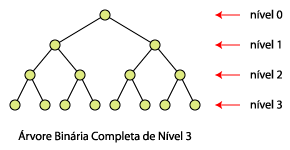 nível 0
nível 1
nível 2
nível 3
Árvore Binária Completa de Nível 3